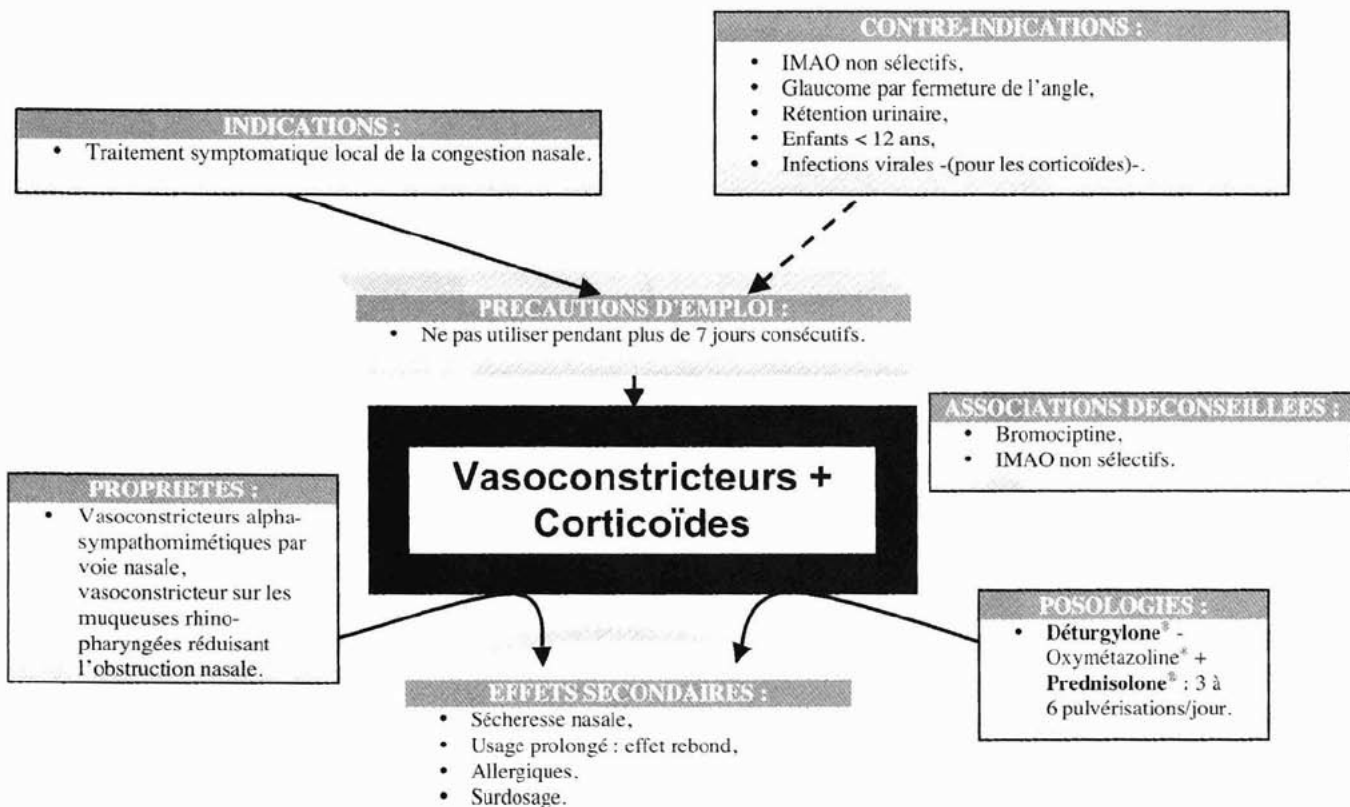 CONTRE-INDICATIONS :
• IMAO non sélectifs,
• Glaucome par fermeture de l'angle,
• Rétention urinaire,
• Enfants < 12 ans,
• Infections virales -(pour les corticoïdes)-.
INDICATIONS :
• Traitement symptomatique local de la congestion nasale.
PRECAUTIONS D'EMPLOI :
• Ne pas utiliser pendant plus de 7 jours consécutifs.
ASSOCIATIONS DECONSEILLEES :
• Bromociptine,
• IMAO non sélectifs.
Vasoconstricteurs +
Corticoïdes
PROPRIETES :
• Vasoconstricteurs alpha-
sympathomimétiques par
voie nasale,
vasoconstricteur sur les
muqueuses rhino-
pharyngées réduisant
l'obstruction nasale.
POSOLOGIES :
• Déturgylone® -
Oxymétazoline* +
Prednisolone® : 3 à
6 pulvérisations/jour.
EFFETS SECONDAIRES :
• Sécheresse nasale,
• Usage prolongé : effet rebond,
• Allergiques.
• Surdosage.